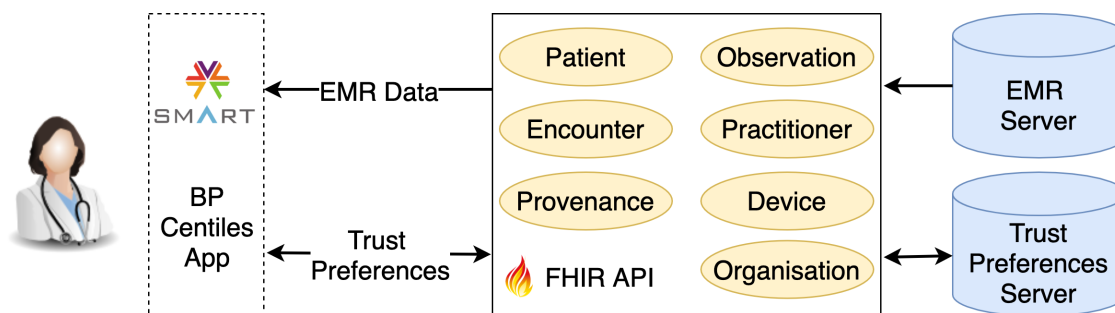 SMART
BP
Centiles
App
EMR Data
Trust
Preferences
Patient
Observation
Encounter
Practitioner
Provenance
Device
FHIR API
Organisation
EMR
Server
Trust
Preferences
Server